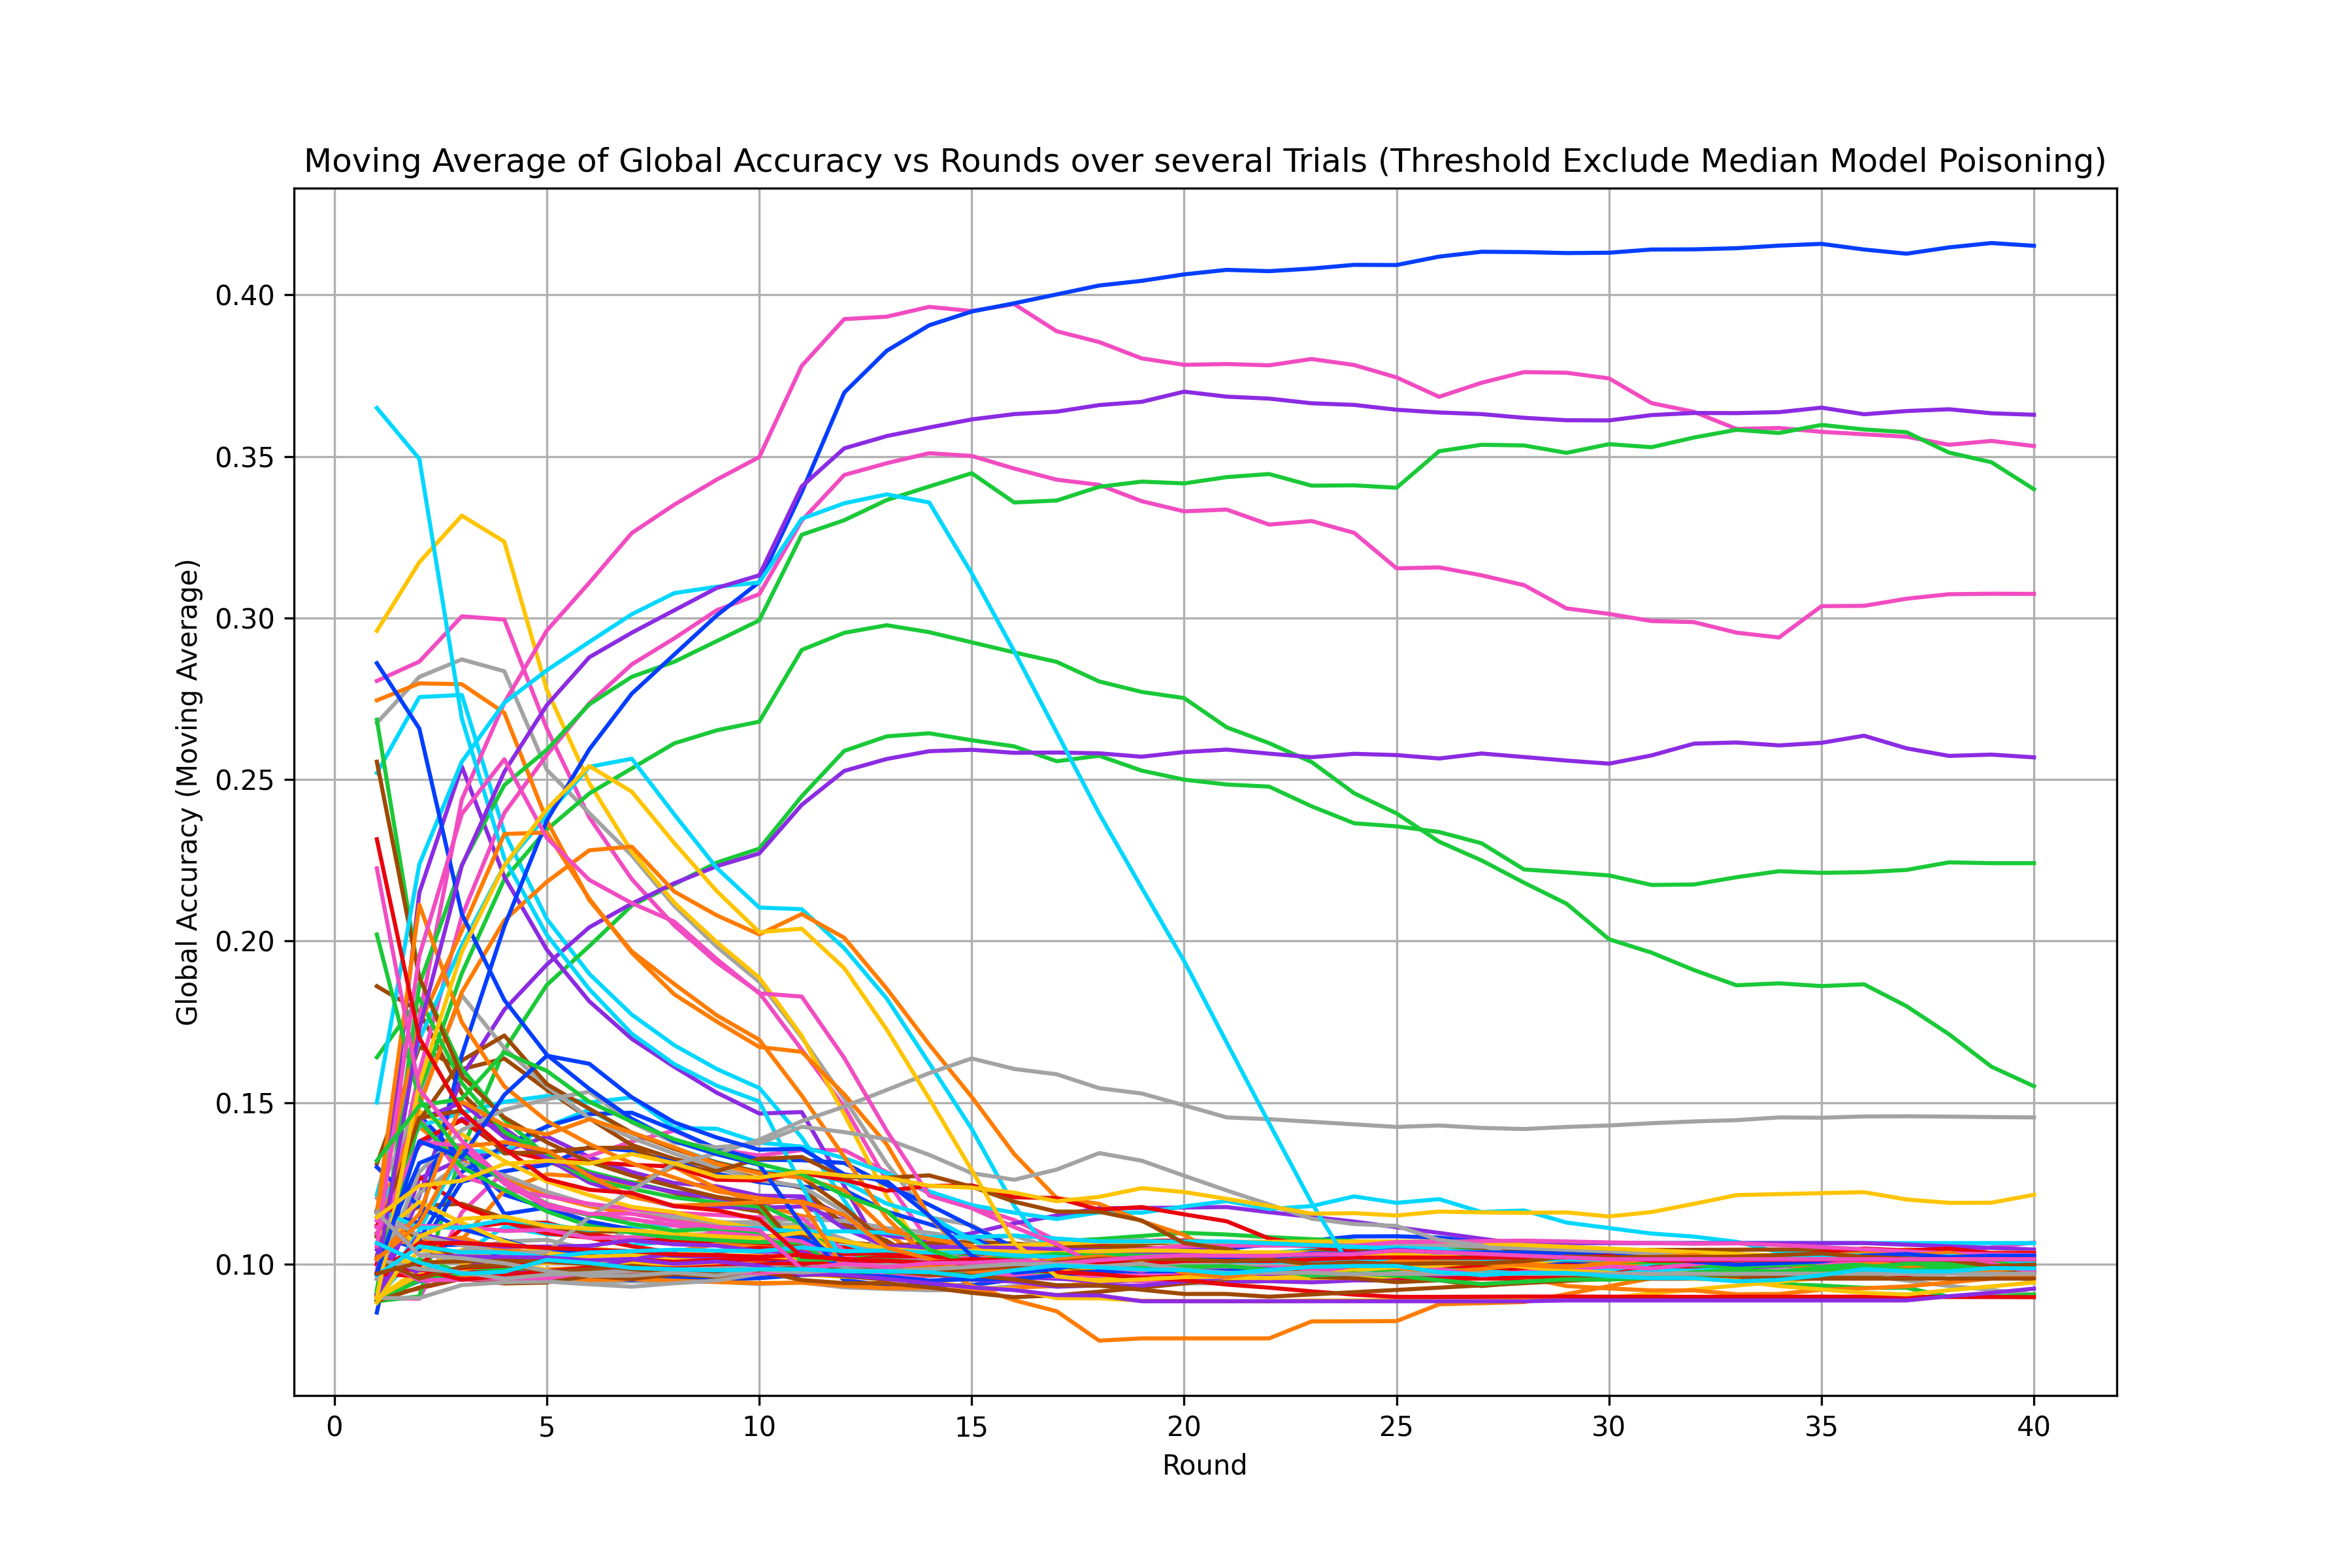 Moving Average of Global Accuracy vs Rounds over several Trials (Threshold Exclude Median Model Poisoning)
Global Accuracy (Moving Average)
0.40
0.35
0.30
0.25
0.20
0.15
0.10
0 5 10 15 20 25 30 35 40
Round